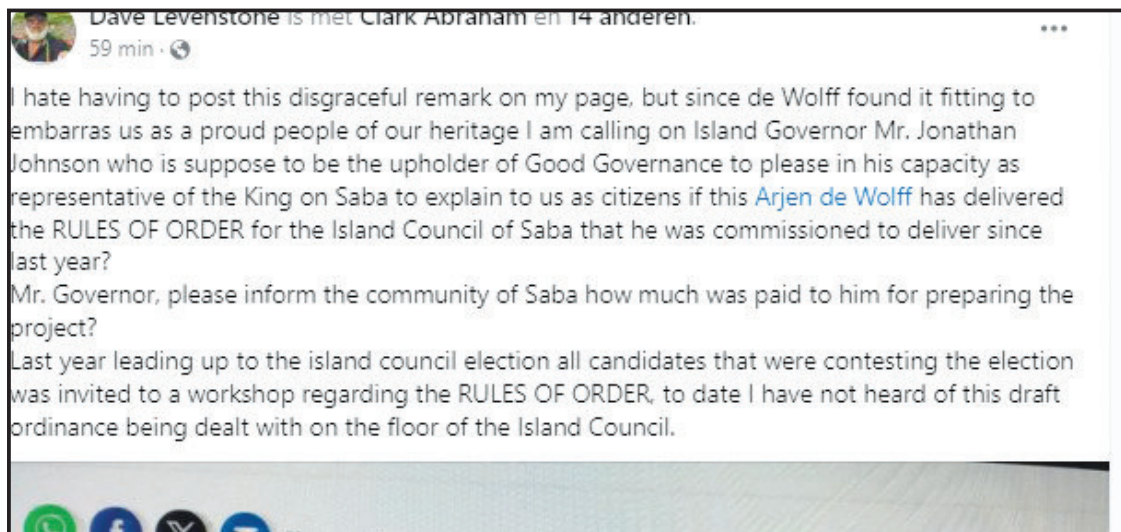 Dave Levenstone is met Clark Abraham en 14 anderen.
59 min ·
I hate having to post this disgraceful remark on my page, but since de Wolff found it fitting to
embarras us as a proud people of our heritage I am calling on Island Governor Mr. Jonathan
Johnson who is suppose to be the upholder of Good Governance to please in his capacity as
representative of the King on Saba to explain to us as citizens if this Arjen de Wolff has delivered
the RULES OF ORDER for the Island Council of Saba that he was commissioned to deliver since
last year?
Mr. Governor, please inform the community of Saba how much was paid to him for preparing the
project?
Last year leading up to the island council election all candidates that were contesting the election
was invited to a workshop regarding the RULES OF ORDER, to date I have not heard of this draft
ordinance being dealt with on the floor of the Island Council.